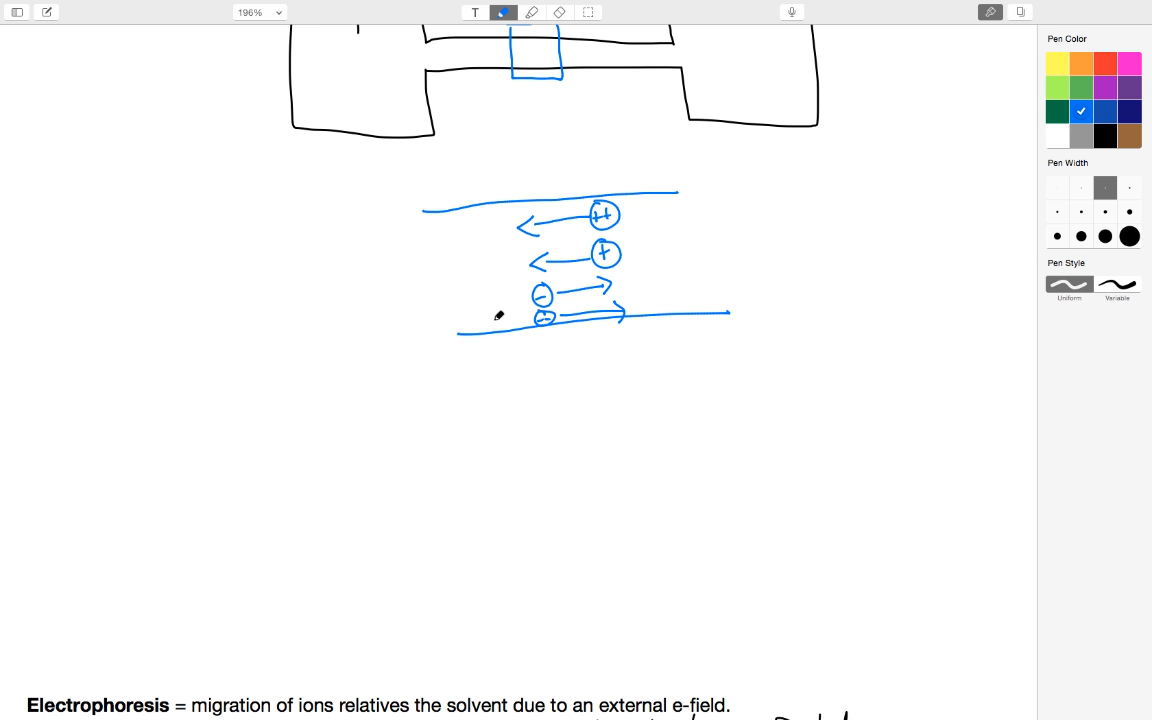 196%
T
Pen Color
++
+
-
--
Pen Width
Pen Style
Uniform
Variable
Electrophoresis = migration of ions relatives the solvent due to an external e-field.